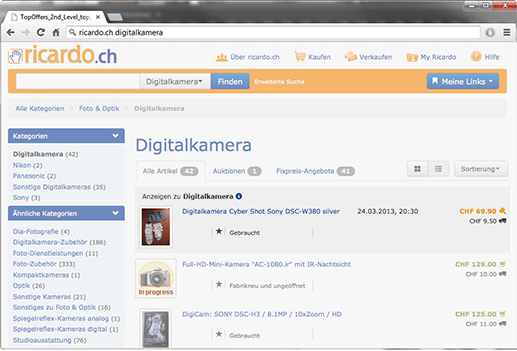 TopOffers_2nd_Level_top
ricardo.ch digitalkamera
ricardo.ch
Über ricardo.ch Kaufen Verkaufen My Ricardo Hilfe
Digitalkamera Finden Erweiterte Suche Meine Links
Alle Kategorien > Foto & Optik > Digitalkamera
Kategorien
Digitalkamera (42)
Nikon (2)
Panasonic (2)
Sonstige Digitalkameras (35)
Sony (3)
Ähnliche Kategorien
Dia-Fotografie (4)
Digitalkamera-Zubehör (186)
Foto-Dienstleistungen (11)
Foto-Zubehör (333)
Kompaktkameras (1)
Optik (26)
Sonstige Kameras (21)
Sonstiges zu Foto & Optik (16)
Spiegelreflex-Kameras analog (1)
Spiegelreflex-Kameras digital (1)
Studioausstattung (76)
Digitalkamera
Alle Artikel 42 Auktionen 1 Fixpreis-Angebote 41 Sortierung
Anzeigen zu Digitalkamera
Digitalkamera Cyber Shot Sony DSC-W380 silver 24.03.2013, 20:30 CHF 69.90
CHF 9.50
Gebraucht
Full-HD-Mini-Kamera "AC-1080.ir" mit IR-Nachtsicht CHF 129.00
CHF 10.00
In progress
Fabrikneu und ungeöffnet
DigiCam: SONY DSC-H3 / 8.1MP / 10xZoom / HD CHF 125.00
CHF 11.00
Gebraucht